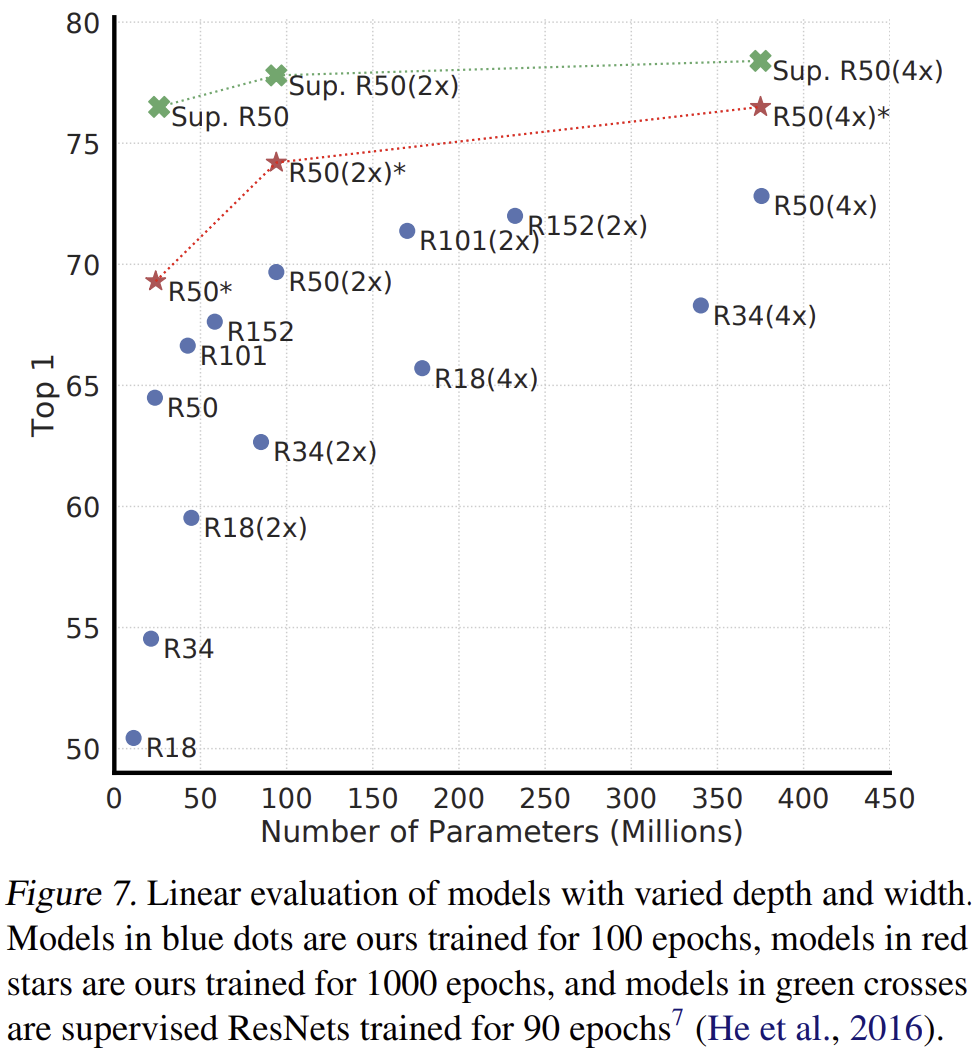 80
Sup. R50(4x)
Sup. R50(2x)
Sup. R50
R50(4x)*
75
R50(2x)*
R50(4x)
R152(2x)
R101(2x)
70
R50(2x)
R50*
R34(4x)
R152
R101
R18(4x)
65
R50
R34(2x)
Top 1
60
R18(2x)
55
R34
50
R18
0 50 100 150 200 250 300 350 400 450
Number of Parameters (Millions)
Figure 7. Linear evaluation of models with varied depth and width.
Models in blue dots are ours trained for 100 epochs, models in red
stars are ours trained for 1000 epochs, and models in green crosses
are supervised ResNets trained for 90 epochs7 (He et al., 2016).